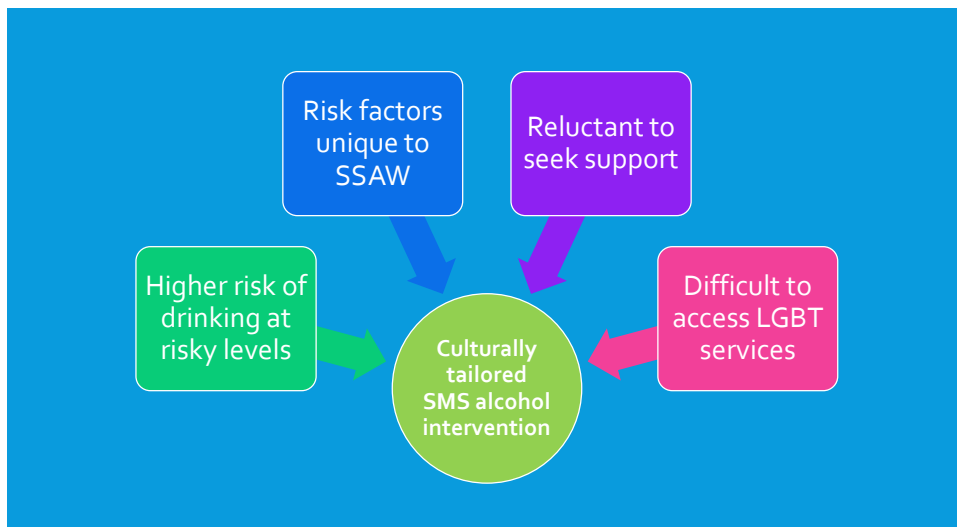 Higher risk of
drinking at
risky levels
Risk factors
unique to
SSAW
Reluctant to
seek support
Difficult to
access LGBT
services
Culturally
tailored
SMS alcohol
intervention